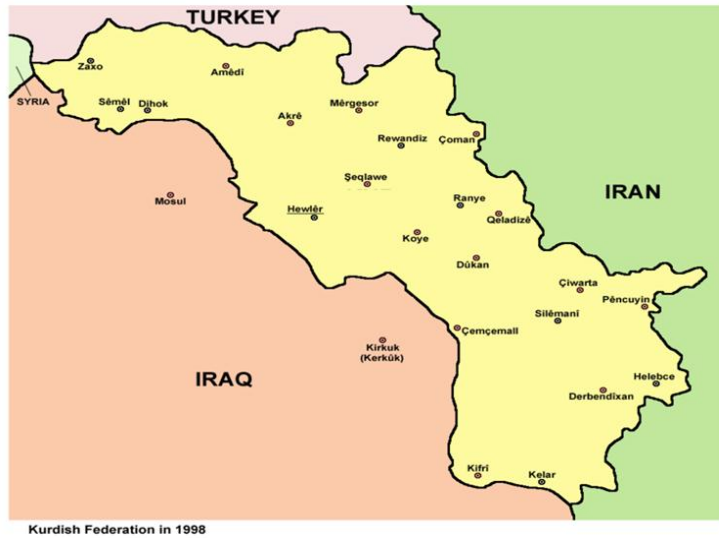 TURKEY
Zaxo
Amêdî
SYRIA
Sêmêl
Dihok
Mêrgesor
Akrê
Rewandiz
Çoman
Şeqlawe
IRAN
Mosul
Ranye
Hewlêr
Qeladizê
Koye
Dûkan
Çiwarta
Pêncuyin
Silêmanî
Çemçemall
Kirkuk
(Kerkûk)
IRAQ
Helebce
Derbendîxan
Kifrî
Kelar
Kurdish Federation in 1998